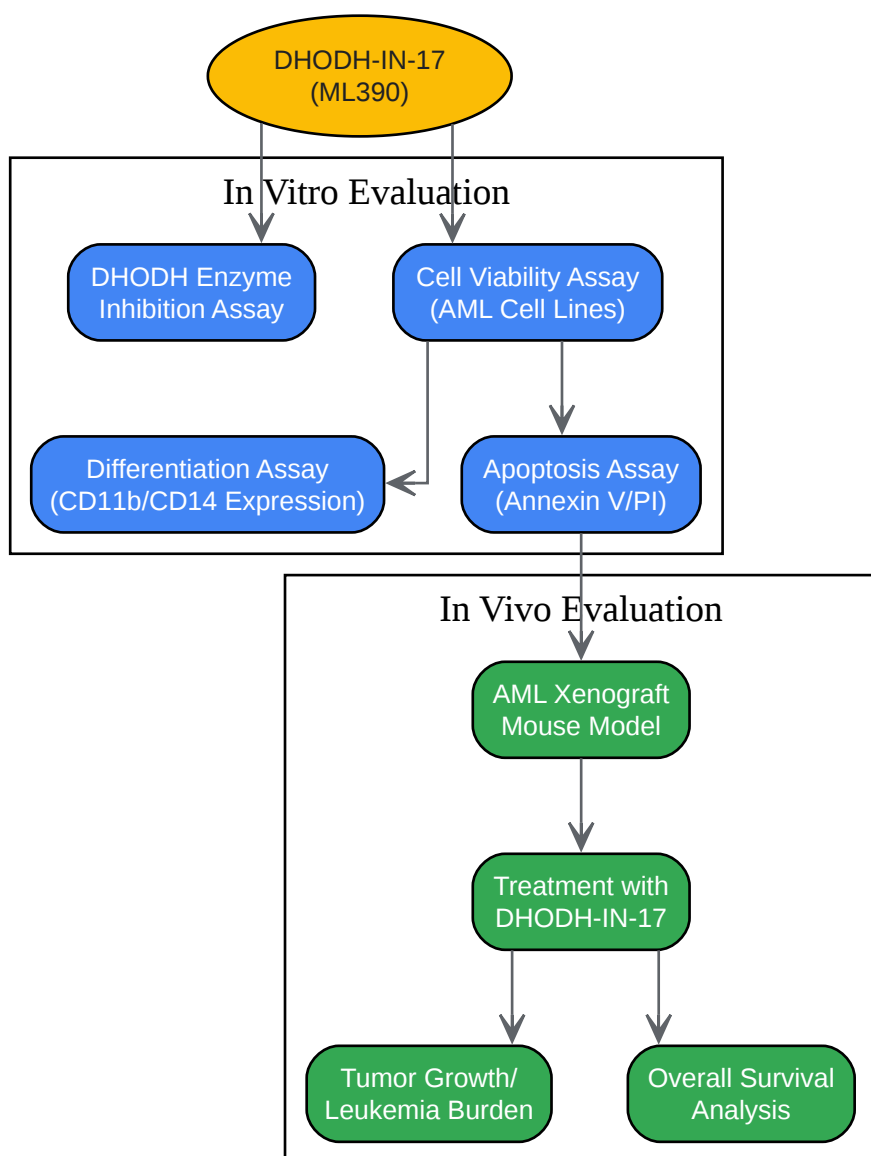 DHODH-IN-17
(ML390)
In Vitro Evaluation
DHODH Enzyme
Inhibition Assay
Cell Viability Assay
(AML Cell Lines)
Differentiation Assay
(CD11b/CD14 Expression)
Apoptosis Assay
(Annexin V/PI)
In Vivo Evaluation
AML Xenograft
Mouse Model
Treatment with
DHODH-IN-17
Tumor Growth/
Leukemia Burden
Overall Survival
Analysis